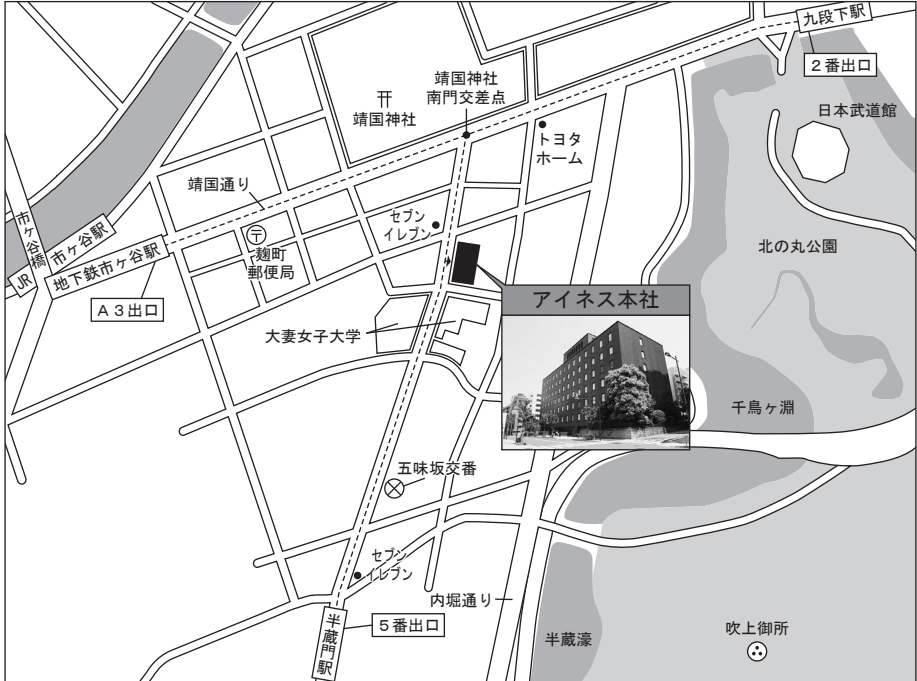 九段下駅
2番出口
靖国神社
南門交差点
日本武道館
靖国神社
トヨタ
ホーム
靖国通り
セブン
イレブン
市ヶ谷橋
JR 市ヶ谷駅
地下鉄市ヶ谷駅
麹町
郵便局
北の丸公園
A3出口
アイネス本社
大妻女子大学
千鳥ヶ淵
五味坂交番
セブン
イレブン
内堀通り
5番出口
半蔵門駅
半蔵濠
吹上御所